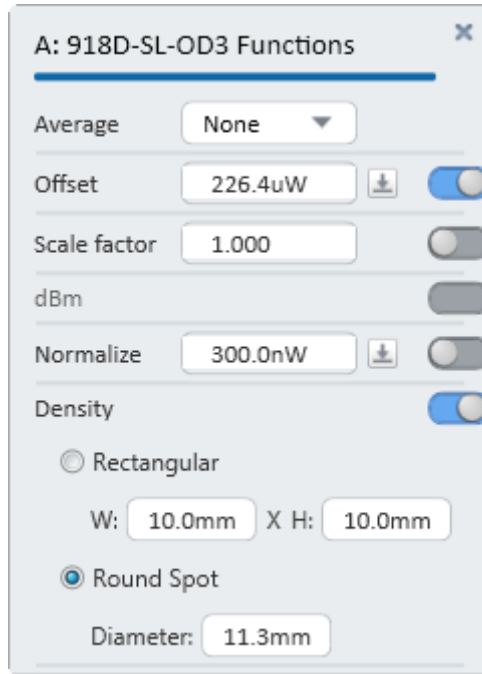 A: 918D-SL-OD3 Functions
Average None
Offset 226.4uW
Scale factor 1.000
dBm
Normalize 300.0nW
Density
Rectangular
W: 10.0mm X H: 10.0mm
Round Spot
Diameter: 11.3mm